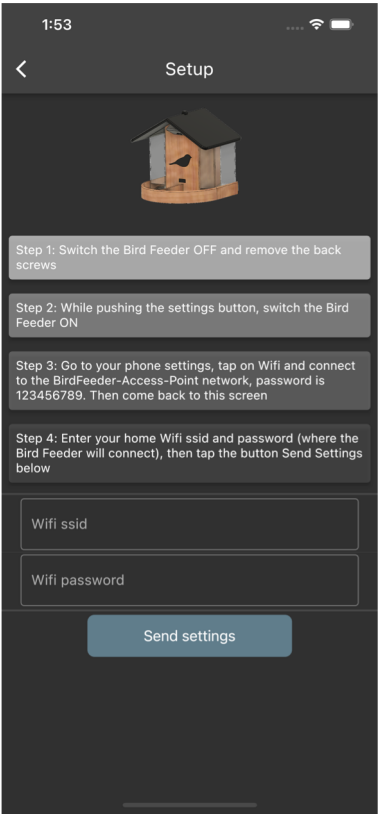 1:53
Setup
Step 1: Switch the Bird Feeder OFF and remove the back
screws
Step 2: While pushing the settings button, switch the Bird
Feeder ON
Step 3: Go to your phone settings, tap on Wifi and connect
to the BirdFeeder-Access-Point network, password is
123456789. Then come back to this screen
Step 4: Enter your home Wifi ssid and password (where the
Bird Feeder will connect), then tap the button Send Settings
below
Wifi ssid
Wifi password
Send settings